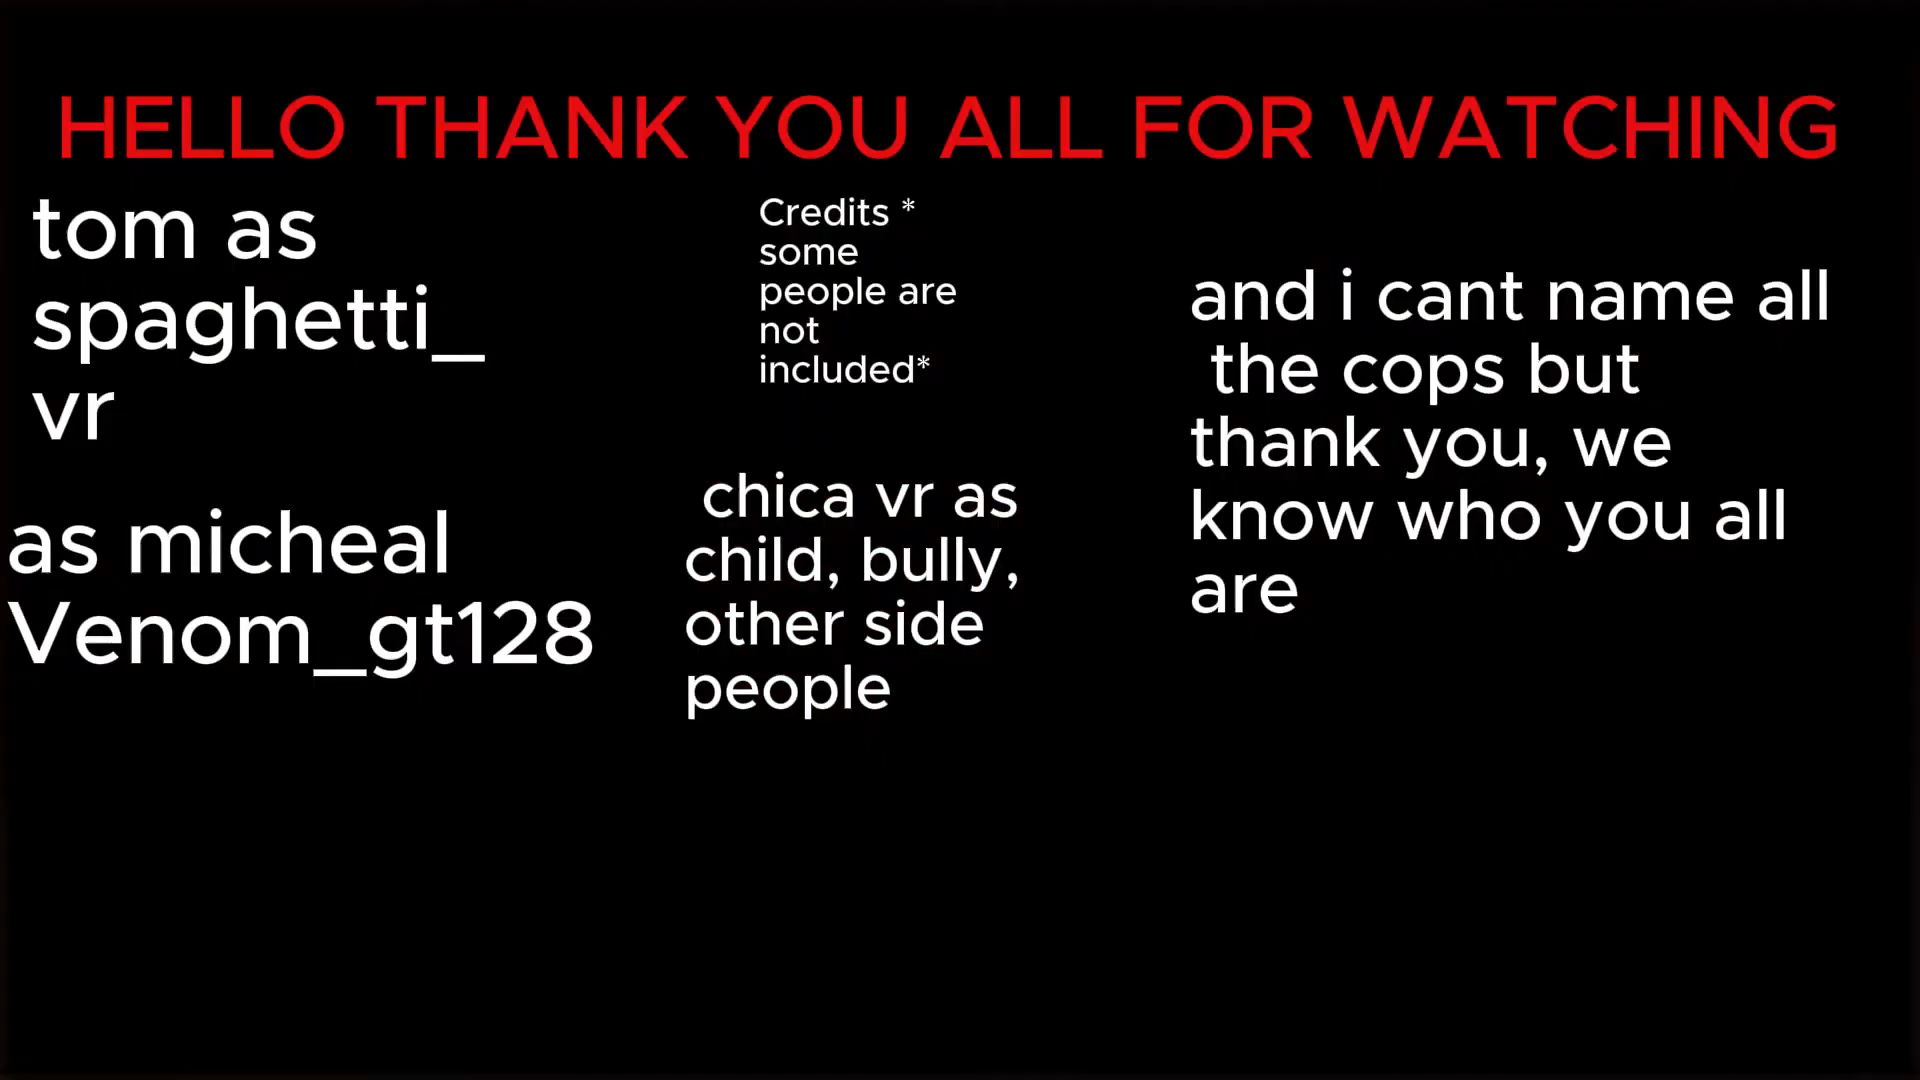 HELLO THANK YOU ALL FOR WATCHING
tom as
spaghetti_
vr
as micheal
Venom_gt128
Credits *
some
people are
not
included*
chica vr as
child, bully,
other side
people
and i cant name all
the cops but
thank you, we
know who you all
are